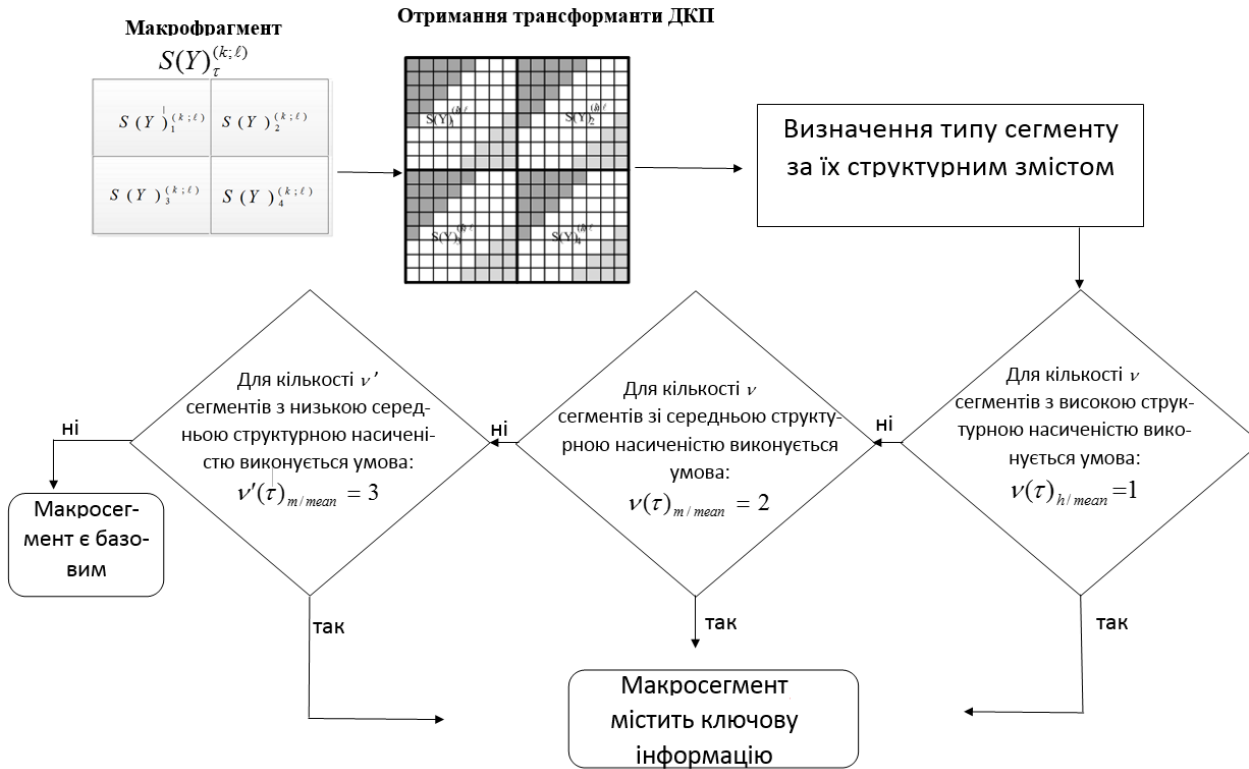 Макрофрагмент
S(Y)τ^(k;ℓ)
S (Y )1^(k;ℓ) S (Y )2^(k;ℓ)
S (Y )3^(k;ℓ) S (Y )4^(k;ℓ)
Отримання трансформанти ДКП
Визначення типу сегменту
за їх структурним змістом
Для кількості ν
сегментів з високою струк-
турною насиченістю вико-
нується умова:
ν(τ)h/mean =1
ні
так
Для кількості ν
сегментів зі середньою структу-
рною насиченістю виконується
умова:
ν(τ)m/mean = 2
ні
так
Для кількості ν'
сегментів з низькою серед-
ньою структурною насичені-
стю виконується умова:
ν'(τ)m/mean = 3
ні
так
Макросег-
мент є базо-
вим
Макросегмент
містить ключову
інформацію